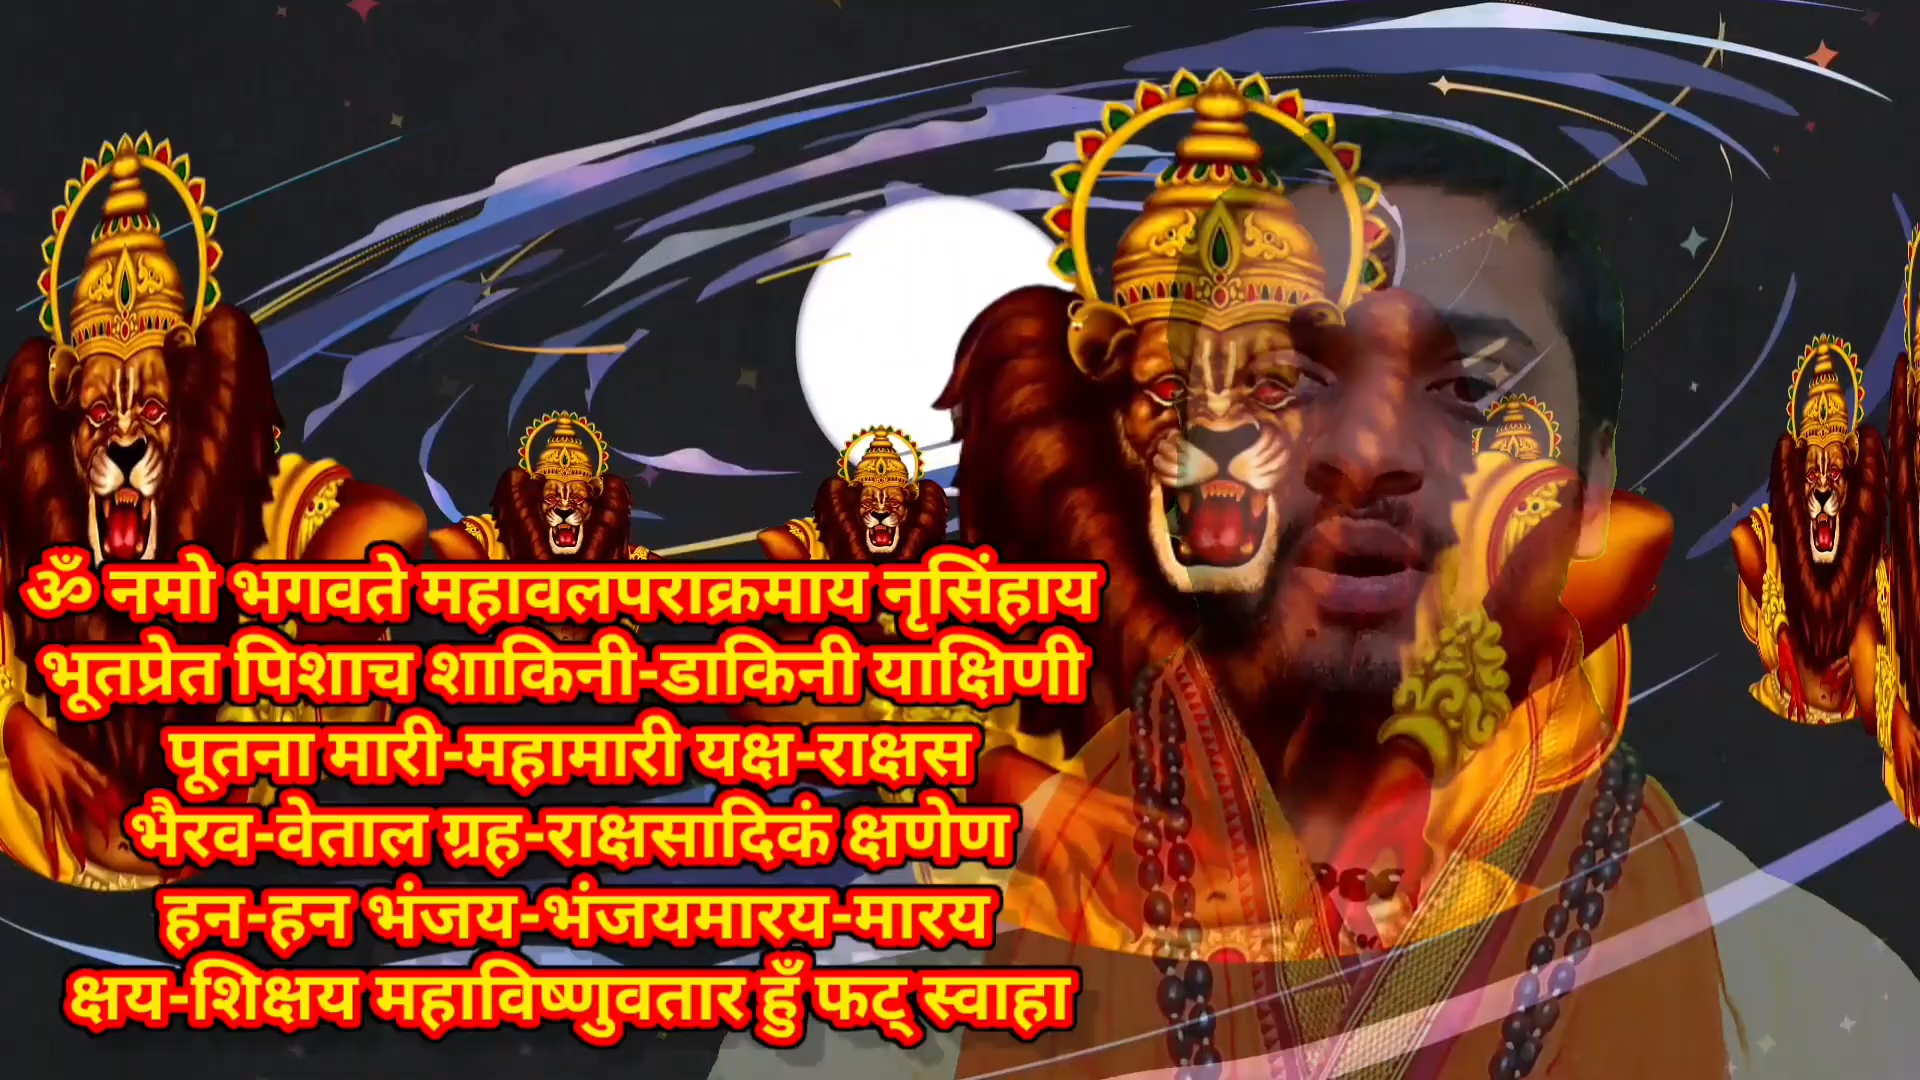 ॐ नमो भगवते महावलपराक्रमाय नृसिंहाय
भूतप्रेत पिशाच शाकिनी-डाकिनी याक्षिणी
पूतना मारी-महामारी यक्ष-राक्षस
भैरव-वेताल ग्रह-राक्षसादिकं क्षणेण
हन-हन भंजय-भंजयमारय-मारय
क्षय-शिक्षय महाविष्णुवतार हुँ फट् स्वाहा